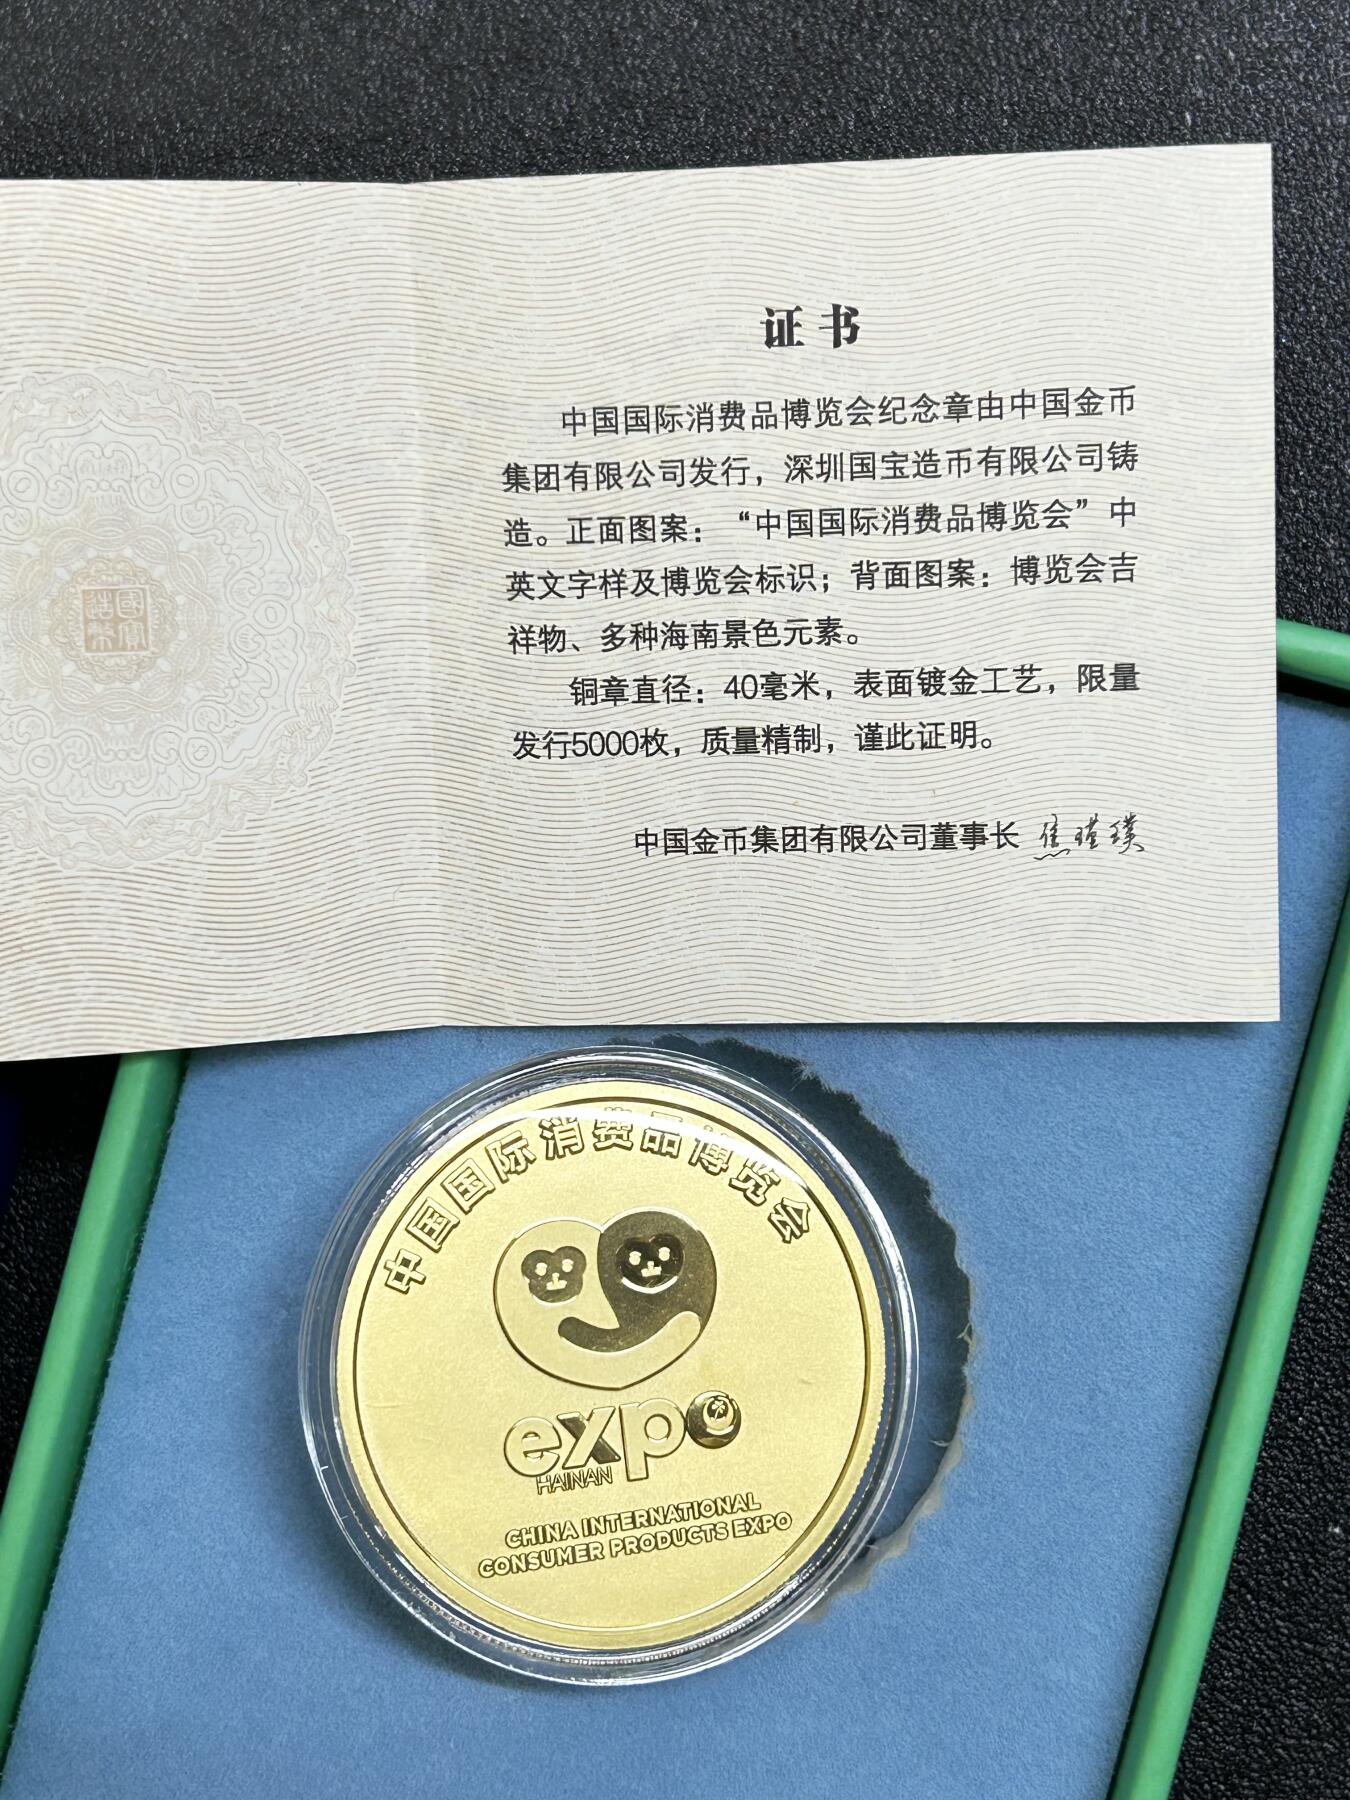 证书
中国国际消费品博览会纪念章由中国金币
集团有限公司发行，深圳国宝造币有限公司铸
造。正面图案：“中国国际消费品博览会”中
英文字样及博览会标识；背面图案：博览会吉
祥物、多种海南景色元素。
铜章直径：40毫米，表面镀金工艺，限量
发行5000枚，质量精制，谨此证明。
中国金币集团有限公司董事长 焦瑾璞
國寳造幣
中国国际消费品博览会
expo
HAINAN
CHINA INTERNATIONAL
CONSUMER PRODUCTS EXPO